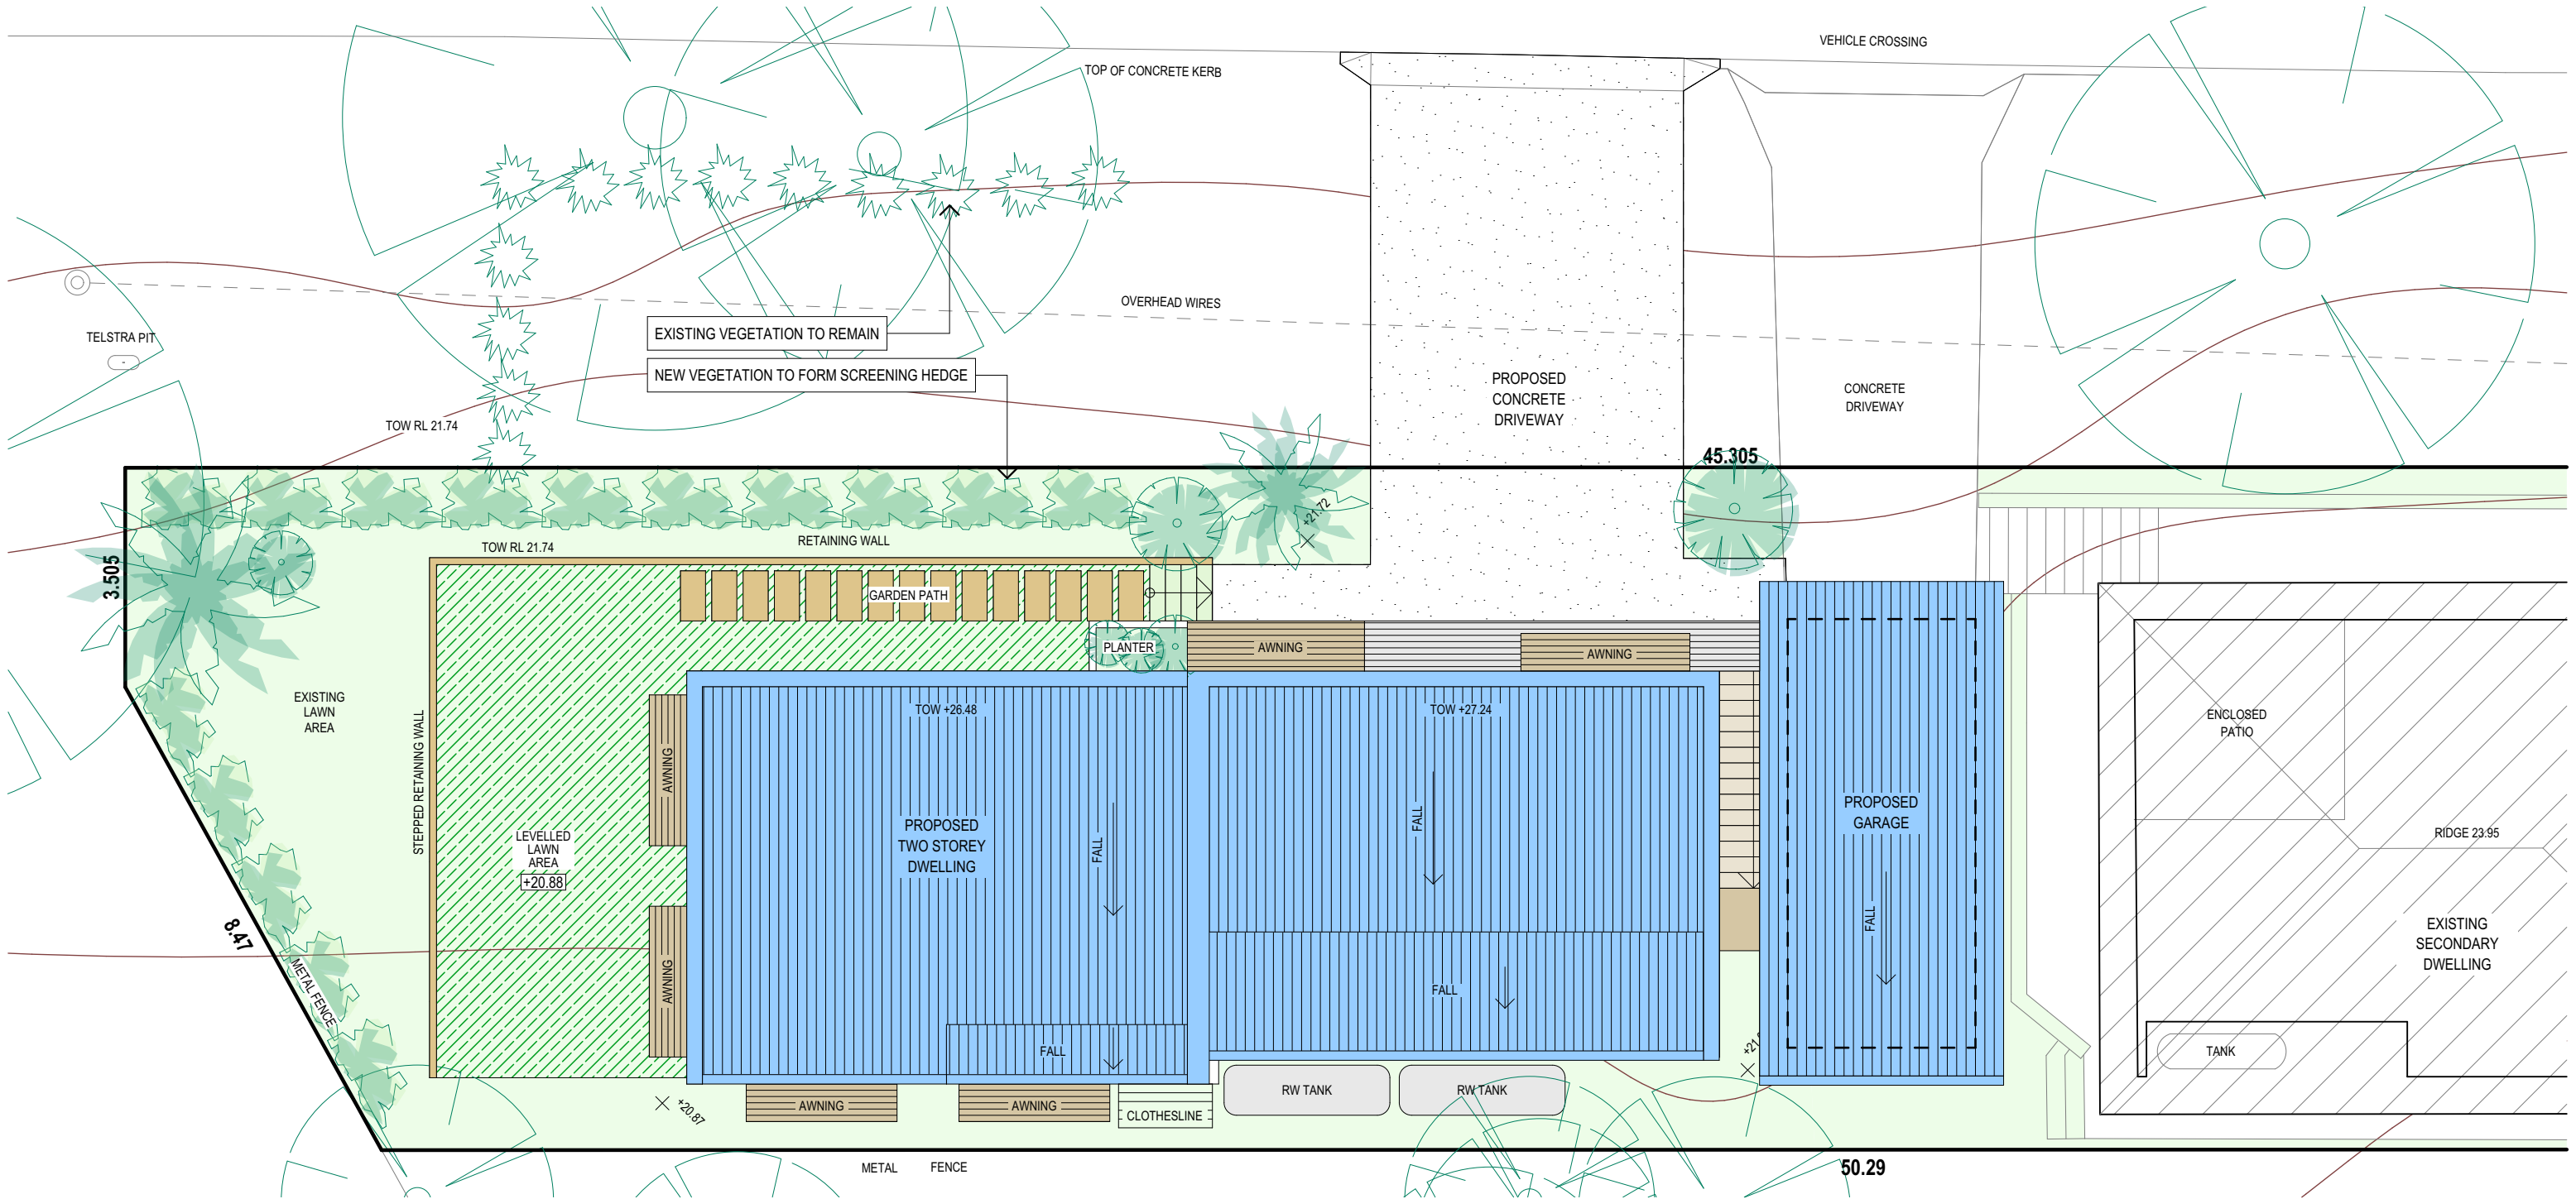 VEHICLE CROSSING
TOP OF CONCRETE KERB
OVERHEAD WIRES
TELSTRA PIT
EXISTING VEGETATION TO REMAIN
NEW VEGETATION TO FORM SCREENING HEDGE
PROPOSED
CONCRETE
DRIVEWAY
CONCRETE
DRIVEWAY
TOW RL 21.74
45.305
+21.72
3.505
TOW RL 21.74
RETAINING WALL
GARDEN PATH
PLANTER
AWNING
AWNING
EXISTING
LAWN
AREA
STEPPED RETAINING WALL
AWNING
TOW +26.48
TOW +27.24
ENCLOSED
PATIO
PROPOSED
TWO STOREY
DWELLING
FALL
FALL
PROPOSED
GARAGE
FALL
RIDGE 23.95
LEVELLED
LAWN
AREA
+20.88
8.47
METAL FENCE
AWNING
FALL
FALL
EXISTING
SECONDARY
DWELLING
TANK
+20.87
AWNING
AWNING
CLOTHESLINE
RW TANK
RW TANK
METAL FENCE
50.29